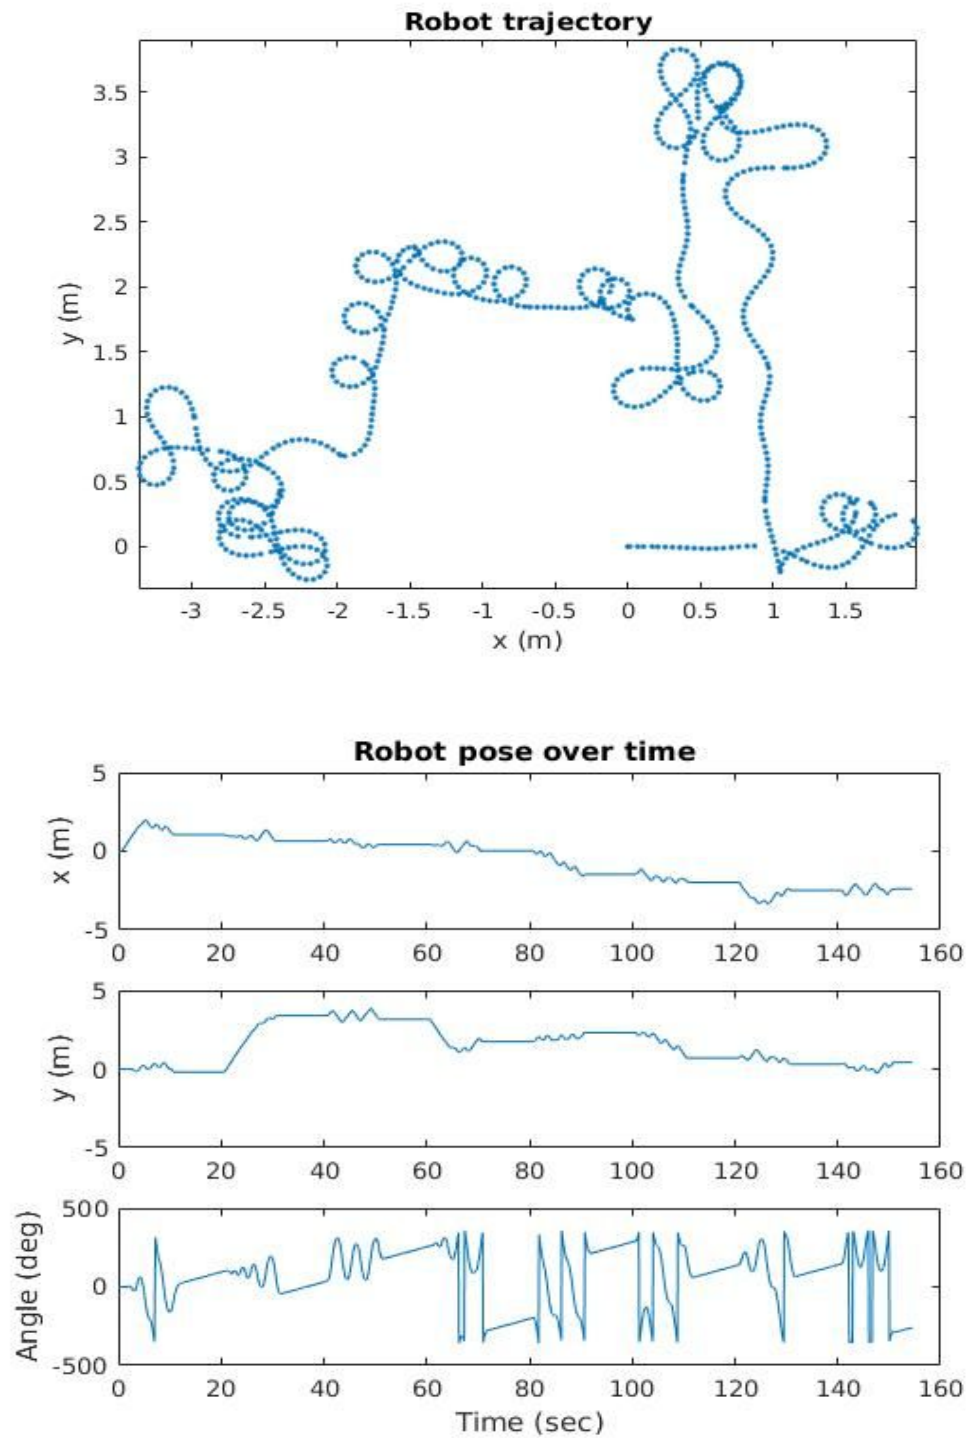 Robot trajectory
3.5
3
2.5
2
1.5
1
0.5
0
y (m)
-3 -2.5 -2 -1.5 -1 -0.5 0 0.5 1 1.5
x (m)
Robot pose over time
5
0
-5
x (m)
0 20 40 60 80 100 120 140 160
5
0
-5
y (m)
0 20 40 60 80 100 120 140 160
500
0
-500
Angle (deg)
0 20 40 60 80 100 120 140 160
Time (sec)